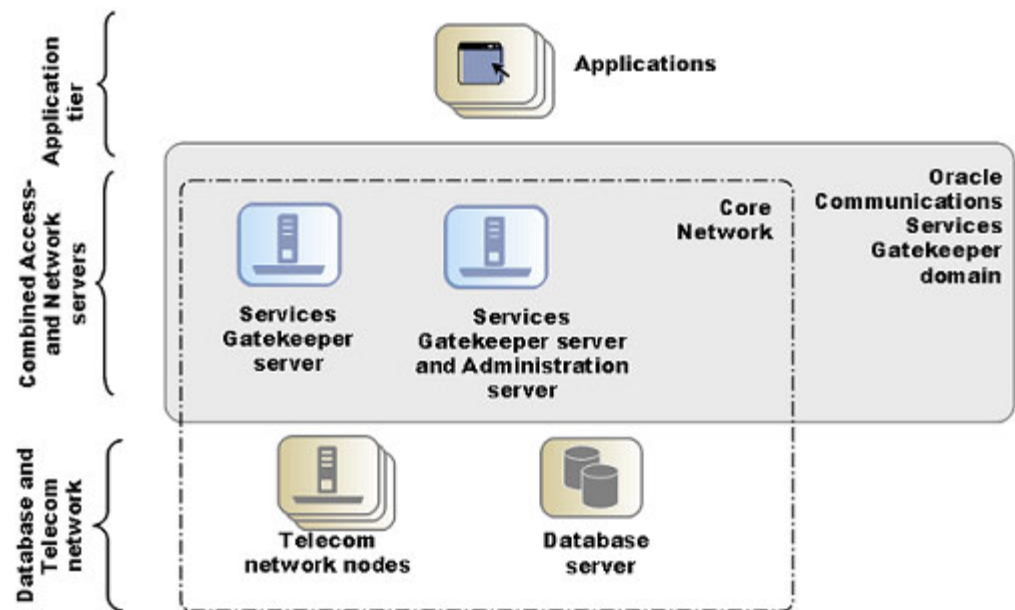 Application
tier
Applications
Combined Access-
and Network
servers
Oracle
Communications
Services
Gatekeeper
domain
Core
Network
Services
Gatekeeper
server
Services
Gatekeeper server
and Administration
server
Database and
Telecom
network
Telecom
network nodes
Database
server